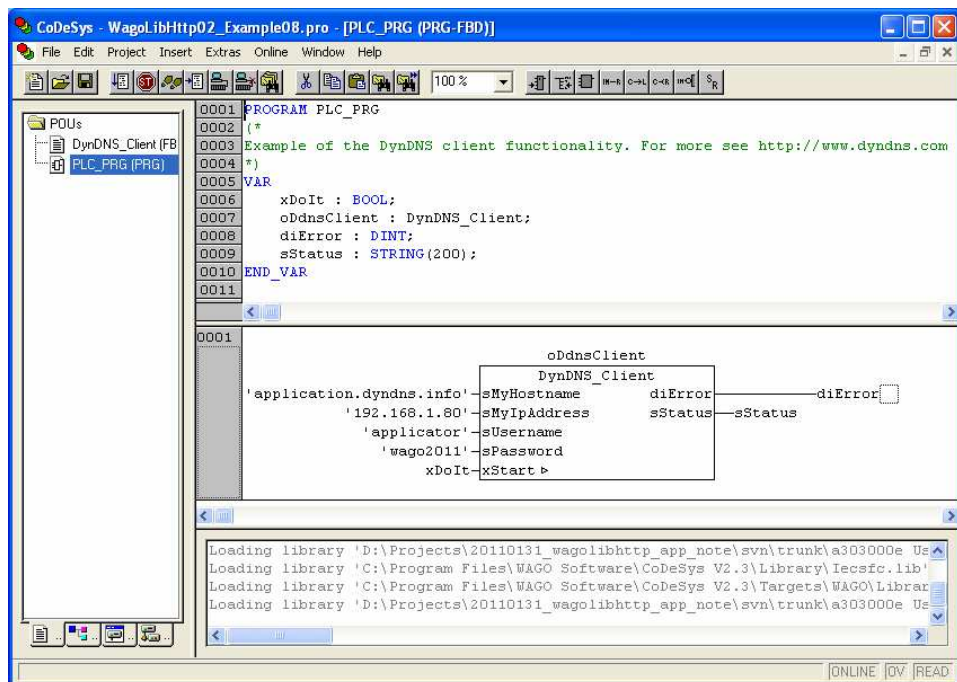 CoDeSys - WagoLibHttp02_Example08.pro - [PLC_PRG (PRG-FBD)]
File Edit Project Insert Extras Online Window Help
100 %
POUs
DynDNS_Client (FB
PLC_PRG (PRG)
0001 PROGRAM PLC_PRG
0002 (*
0003 Example of the DynDNS client functionality. For more see http://www.dyndns.com
0004 *)
0005 VAR
0006 xDoIt : BOOL;
0007 oDdnsClient : DynDNS_Client;
0008 diError : DINT;
0009 sStatus : STRING(200);
0010 END_VAR
0011
0001
oDdnsClient
DynDNS_Client
'application.dyndns.info' sMyHostname diError diError
'192.168.1.80' sMyIpAddress sStatus sStatus
'applicator' sUsername
'wago2011' sPassword
xDoIt xStart
Loading library 'D:\Projects\20110131_wagolibhttp_app_note\svn\trunk\a303000e Us
Loading library 'C:\Program Files\WAGO Software\CoDeSys V2.3\Library\Iecsfc.lib'
Loading library 'C:\Program Files\WAGO Software\CoDeSys V2.3\Targets\WAGO\Librar
Loading library 'D:\Projects\20110131_wagolibhttp_app_note\svn\trunk\a303000e Us
ONLINE OV READ